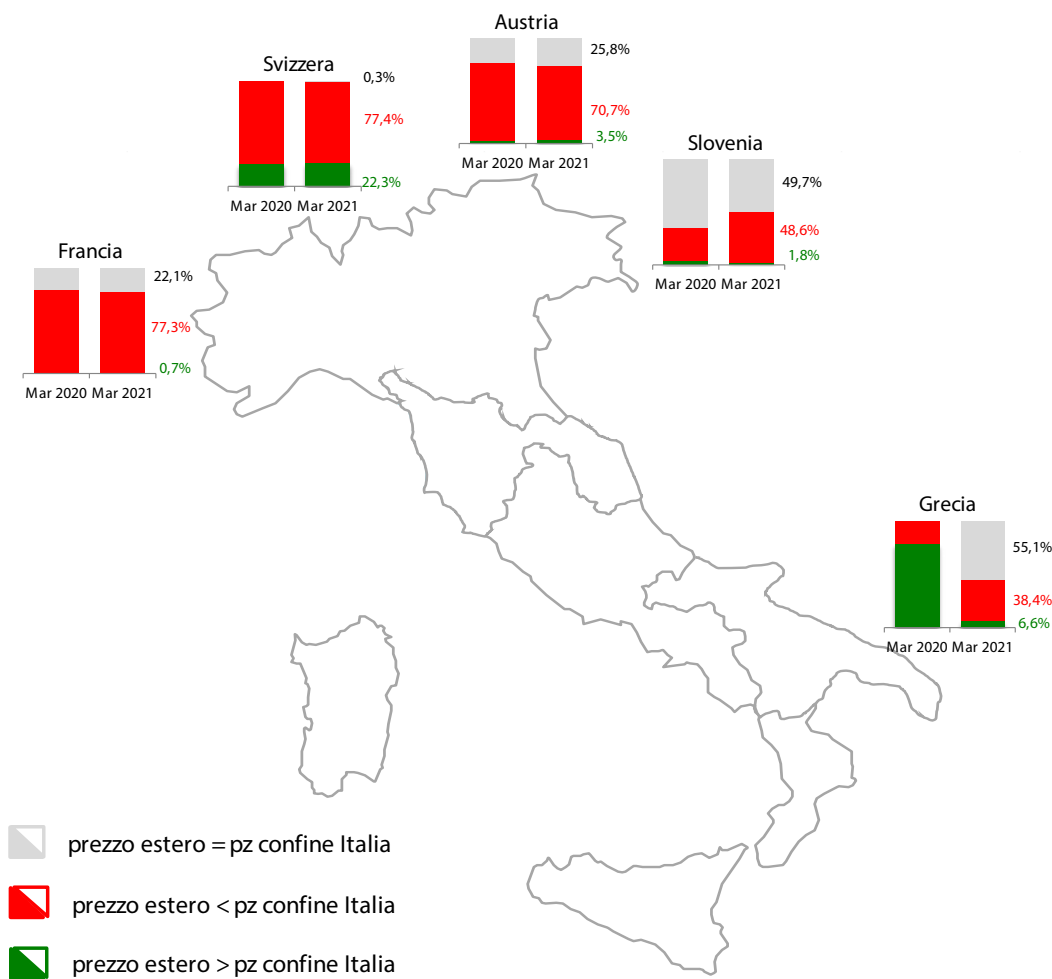 Austria
25,8%
70,7%
3,5%
Mar 2020 Mar 2021
Svizzera
0,3%
77,4%
22,3%
Mar 2020 Mar 2021
Slovenia
49,7%
48,6%
1,8%
Mar 2020 Mar 2021
Francia
22,1%
77,3%
0,7%
Mar 2020 Mar 2021
Grecia
55,1%
38,4%
6,6%
Mar 2020 Mar 2021
prezzo estero = pz confine Italia
prezzo estero < pz confine Italia
prezzo estero > pz confine Italia